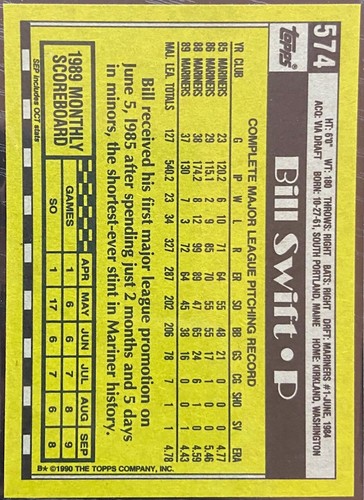 574
Topps
HT: 6'0" WT: 180 THROWS: RIGHT BATS: RIGHT DRFT: MARINERS #1-JUNE, 1984
ACQ: VIA DRAFT BORN: 10-27-61, SOUTH PORTLAND, MAINE HOME: KIRKLAND, WASHINGTON
Bill Swift • P
COMPLETE MAJOR LEAGUE PITCHING RECORD
YR CLUB G IP W L R ER SO BB GS CG SHO SV ERA
85 MARINERS 23 120.2 6 10 71 64 55 48 21 0 0 0 4.77
86 MARINERS 29 115.1 2 9 85 70 55 55 17 1 0 0 5.46
88 MARINERS 38 174.2 8 12 99 89 47 65 24 6 1 0 4.59
89 MARINERS 37 130 7 3 72 64 45 38 16 0 0 1 4.43
MAJ. LEA. TOTALS 127 540.2 23 34 327 287 202 206 78 7 1 1 4.78
Bill received his first major league promotion on
June 5, 1985 after spending just 2 months and 5 days
in minors, the shortest-ever stint in Mariner history.
1989 MONTHLY
SCOREBOARD
APR MAY JUN JUL AUG SEP
GAMES 1 6 6 7 8 9
SO 1 17 6 7 6 8
SEP includes OCT stats
B* ©1990 THE TOPPS COMPANY, INC.